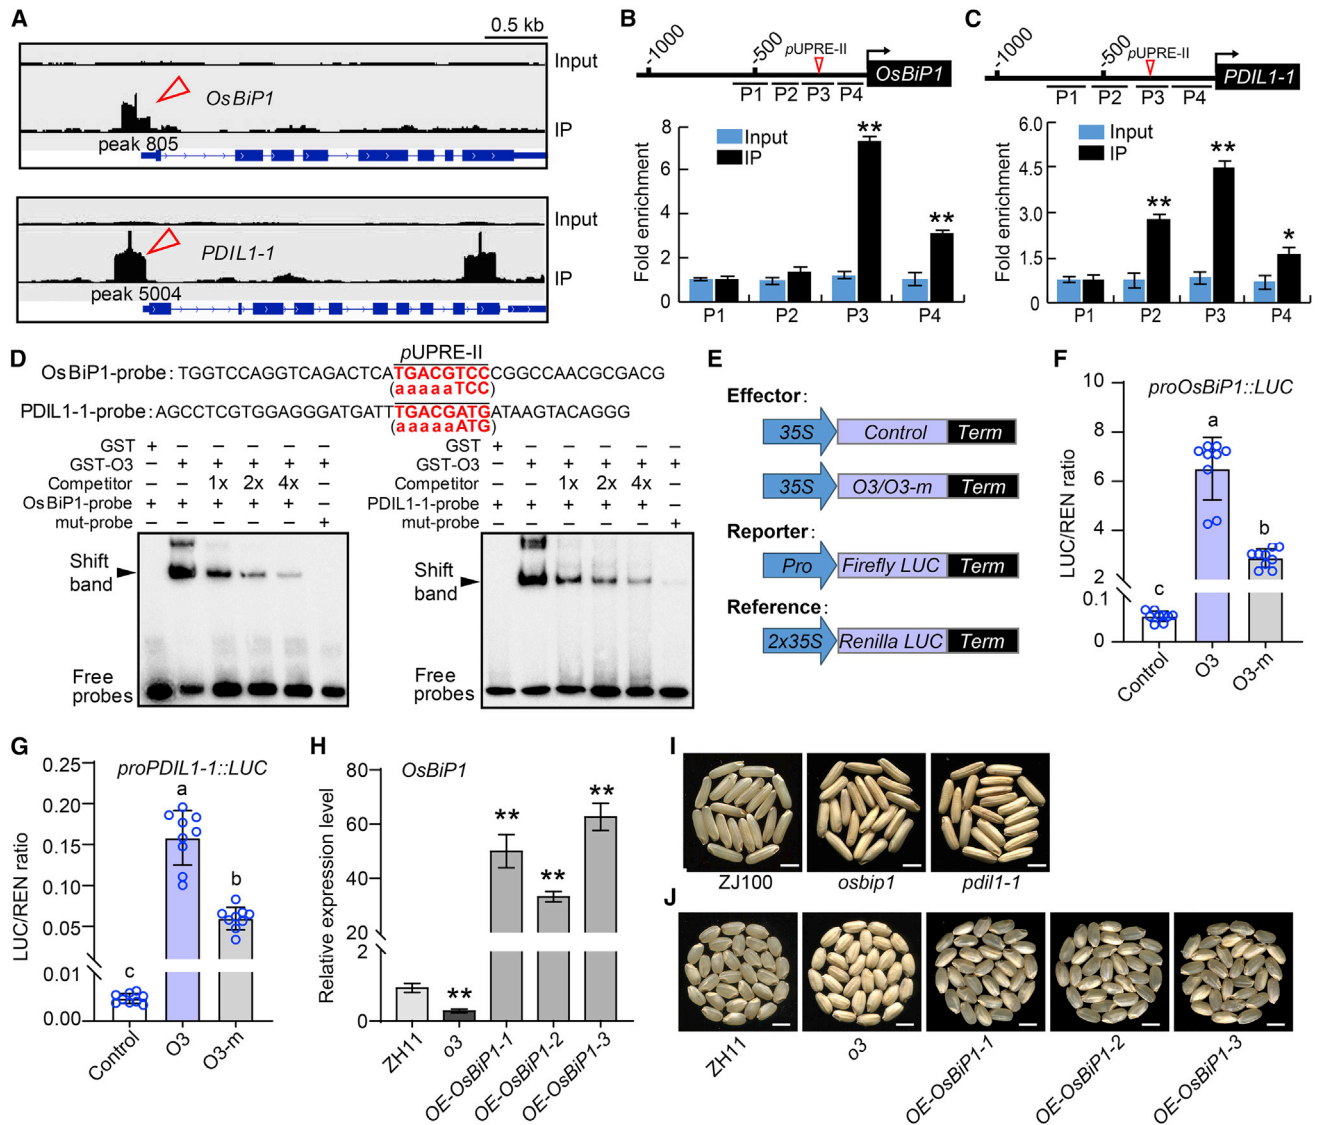 A
0.5 kb
Input
OsBiP1
IP
peak 805
Input
PDIL1-1
IP
peak 5004
B
-1000
-500
pUPRE-II
OsBiP1
P1 P2 P3 P4
8
6
4
2
0
Fold enrichment
Input
IP
**
**
P1 P2 P3 P4
C
-1000
-500
pUPRE-II
PDIL1-1
P1 P2 P3 P4
6.0
4.5
3.0
1.5
0
Fold enrichment
Input
IP
**
**
*
P1 P2 P3 P4
D
pUPRE-II
OsBiP1-probe: TGGTCCAGGTCAGACTCATGACGTCCCGGCCAACGCGACG
(aaaaaTCC)
PDIL1-1-probe: AGCCTCGTGGAGGGATGATTTGACGATGATAAGTACAGGG
(aaaaaATG)
GST + – – – – –
GST-O3 – + + + + +
Competitor – – 1x 2x 4x –
OsBiP1-probe + + + + + –
mut-probe – – – – – +
Shift band
Free probes
GST + – – – – –
GST-O3 – + + + + +
Competitor – – 1x 2x 4x –
PDIL1-1-probe + + + + + –
mut-probe – – – – – +
Shift band
Free probes
E
Effector:
35S Control Term
35S O3/O3-m Term
Reporter:
Pro Firefly LUC Term
Reference:
2x35S Renilla LUC Term
F
proOsBiP1::LUC
10
8
6
4
2
0.1
0
LUC/REN ratio
c
a
b
Control O3 O3-m
G
proPDIL1-1::LUC
0.25
0.20
0.15
0.10
0.05
0.01
0.00
LUC/REN ratio
c
a
b
Control O3 O3-m
H
OsBiP1
80
60
40
20
2
0
Relative expression level
**
**
**
**
ZH11 o3 OE-OsBiP1-1 OE-OsBiP1-2 OE-OsBiP1-3
I
ZJ100 osbip1 pdil1-1
J
ZH11 o3 OE-OsBiP1-1 OE-OsBiP1-2 OE-OsBiP1-3